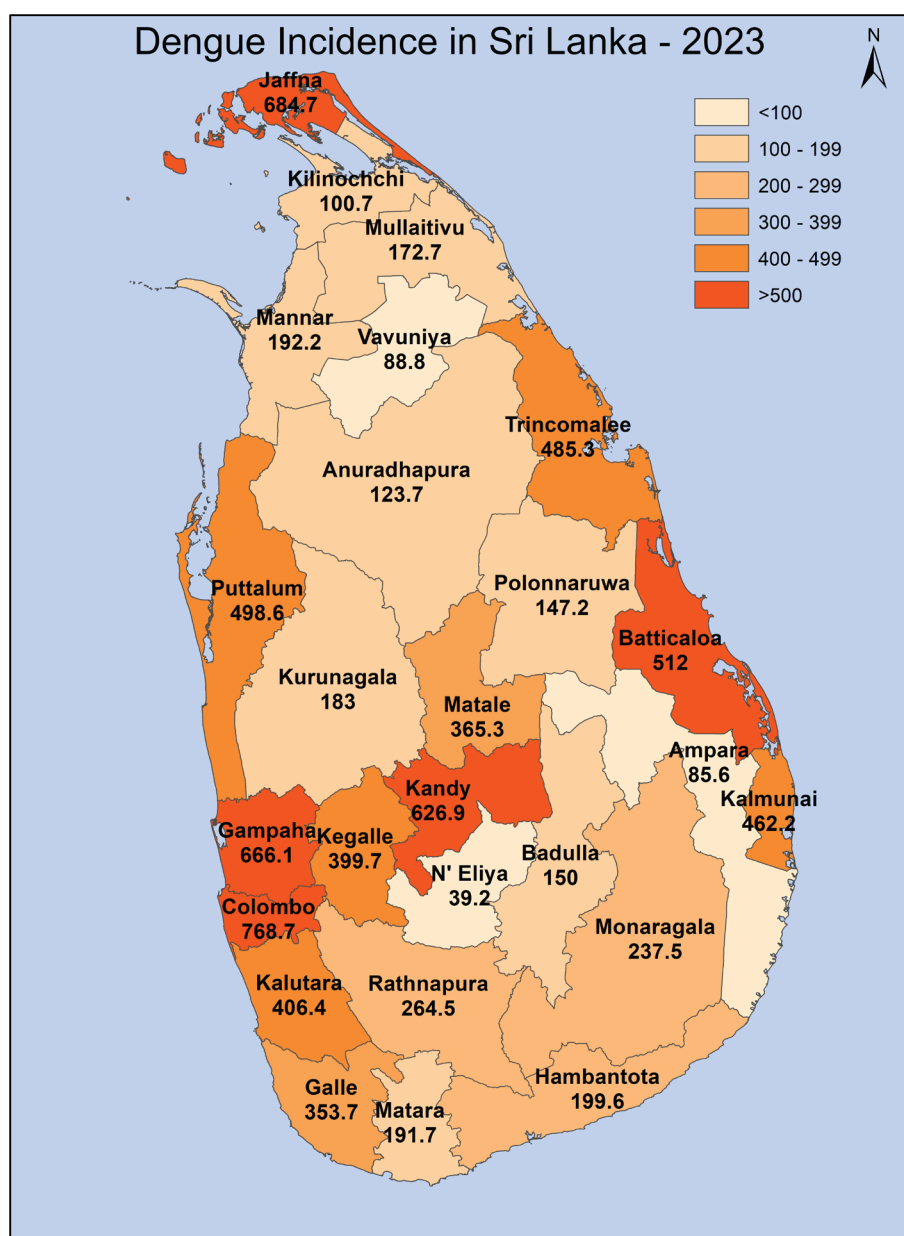 Dengue Incidence in Sri Lanka - 2023
N
<100
100 - 199
200 - 299
300 - 399
400 - 499
>500
Jaffna
684.7
Kilinochchi
100.7
Mullaitivu
172.7
Mannar
192.2
Vavuniya
88.8
Trincomalee
485.3
Anuradhapura
123.7
Puttalum
498.6
Polonnaruwa
147.2
Batticaloa
512
Kurunagala
183
Matale
365.3
Ampara
85.6
Kandy
626.9
Kalmunai
462.2
Gampaha
666.1
Kegalle
399.7
Badulla
150
N' Eliya
39.2
Colombo
768.7
Monaragala
237.5
Kalutara
406.4
Rathnapura
264.5
Hambantota
199.6
Galle
353.7
Matara
191.7